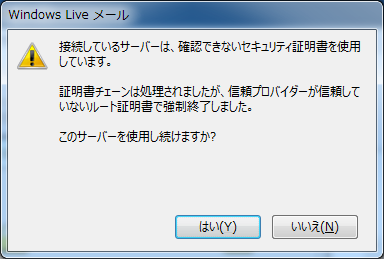 Windows Live メール
接続しているサーバーは、確認できないセキュリティ証明書を使用
しています。
証明書チェーンは処理されましたが、信頼プロバイダーが信頼して
いないルート証明書で強制終了しました。
このサーバーを使用し続けますか?
はい(Y)
いいえ(N)